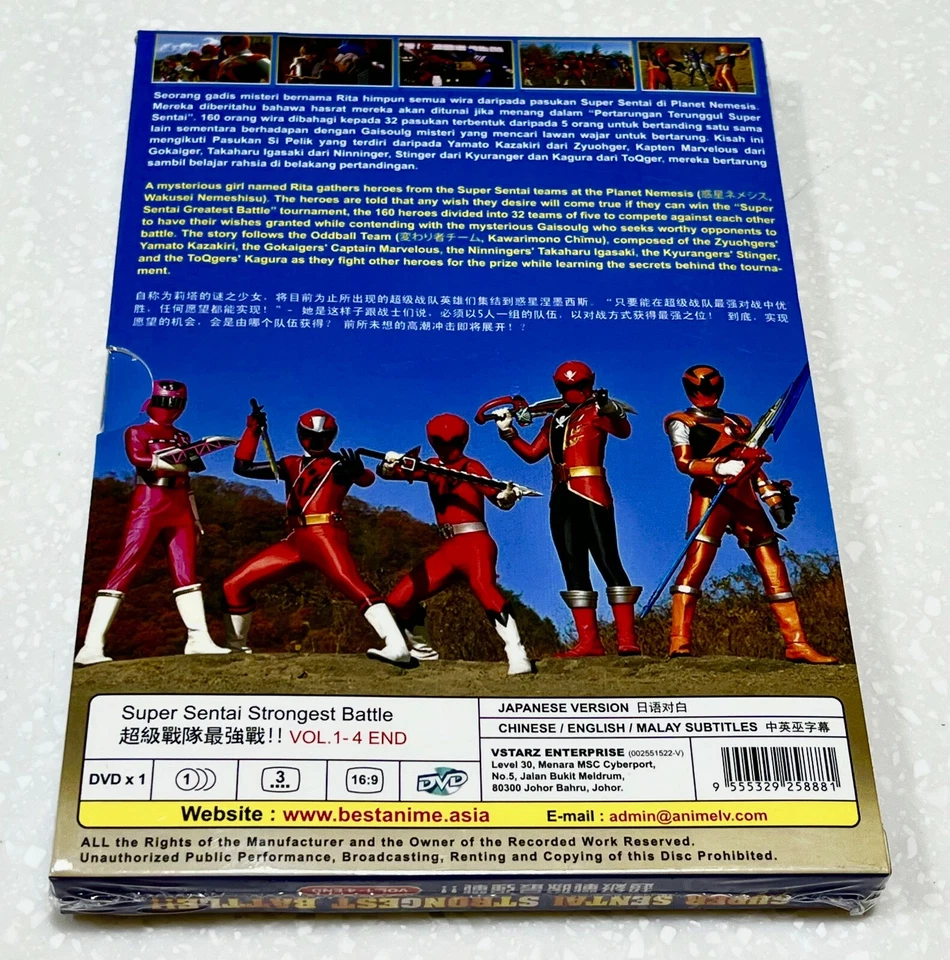 Seorang gadis misteri bernama Rita himpun semua wira daripada pasukan Super Sentai di Planet Nemesis.
Mereka diberitahu bahawa hasrat mereka akan ditunai jika menang dalam "Pertarungan Terunggul Super
Sentai". 160 orang wira dibahagi kepada 32 pasukan terbentuk daripada 5 orang untuk bertanding satu sama
lain sementara berhadapan dengan Gaisoulg misteri yang mencari lawan wajar untuk bertarung. Kisah ini
mengikuti Pasukan Si Pelik yang terdiri daripada Yamato Kazakiri dari Zyuohger, Kapten Marvelous dari
Gokaiger, Takaharu Igasaki dari Ninninger, Stinger dari Kyuranger dan Kagura dari ToQger, mereka bertarung
sambil belajar rahsia di belakang pertandingan.
A mysterious girl named Rita gathers heroes from the Super Sentai teams at the Planet Nemesis (惑星ネメシス,
Wakusei Nemeshisu). The heroes are told that any wish they desire will come true if they can win the "Super
Sentai Greatest Battle" tournament, the 160 heroes divided into 32 teams of five to compete against each other
to have their wishes granted while contending with the mysterious Gaisoulg who seeks worthy opponents to
battle. The story follows the Oddball Team (変わり者チーム, Kawarimono Chīmu), composed of the Zyuohgers'
Yamato Kazakiri, the Gokaigers' Captain Marvelous, the Ninningers' Takaharu Igasaki, the Kyurangers' Stinger,
and the ToQgers' Kagura as they fight other heroes for the prize while learning the secrets behind the tourna-
ment.
自称为莉塔的谜之少女，将目前为止所出现的超级战队英雄们集结到惑星涅墨西斯。"只要能在超级战队最强对战中优
胜，任何愿望都能实现！"- 她是这样子跟战士们说，必须以5人一组的队伍，以对战方式获得最强之位！ 到底，实现
愿望的机会，会是由哪个队伍获得？ 前所未想的高潮冲击即将展开！？
Super Sentai Strongest Battle
超級戰隊最強戰!! VOL.1- 4 END
JAPANESE VERSION 日语对白
CHINESE / ENGLISH / MALAY SUBTITLES 中英巫字幕
DVD x 1
1
3
16:9
DVD
VSTARZ ENTERPRISE (002551522-V)
Level 30, Menara MSC Cyberport,
No.5, Jalan Bukit Meldrum,
80300 Johor Bahru, Johor.
9 555329 258881
Website : www.bestanime.asia
E-mail : admin@animelv.com
ALL the Rights of the Manufacturer and the Owner of the Recorded Work Reserved.
Unauthorized Public Performance, Broadcasting, Renting and Copying of this Disc Prohibited.
SUPER SENTAI STRONGEST BATTLE!!
超級戰隊最強戰!! VOL.1-4 END